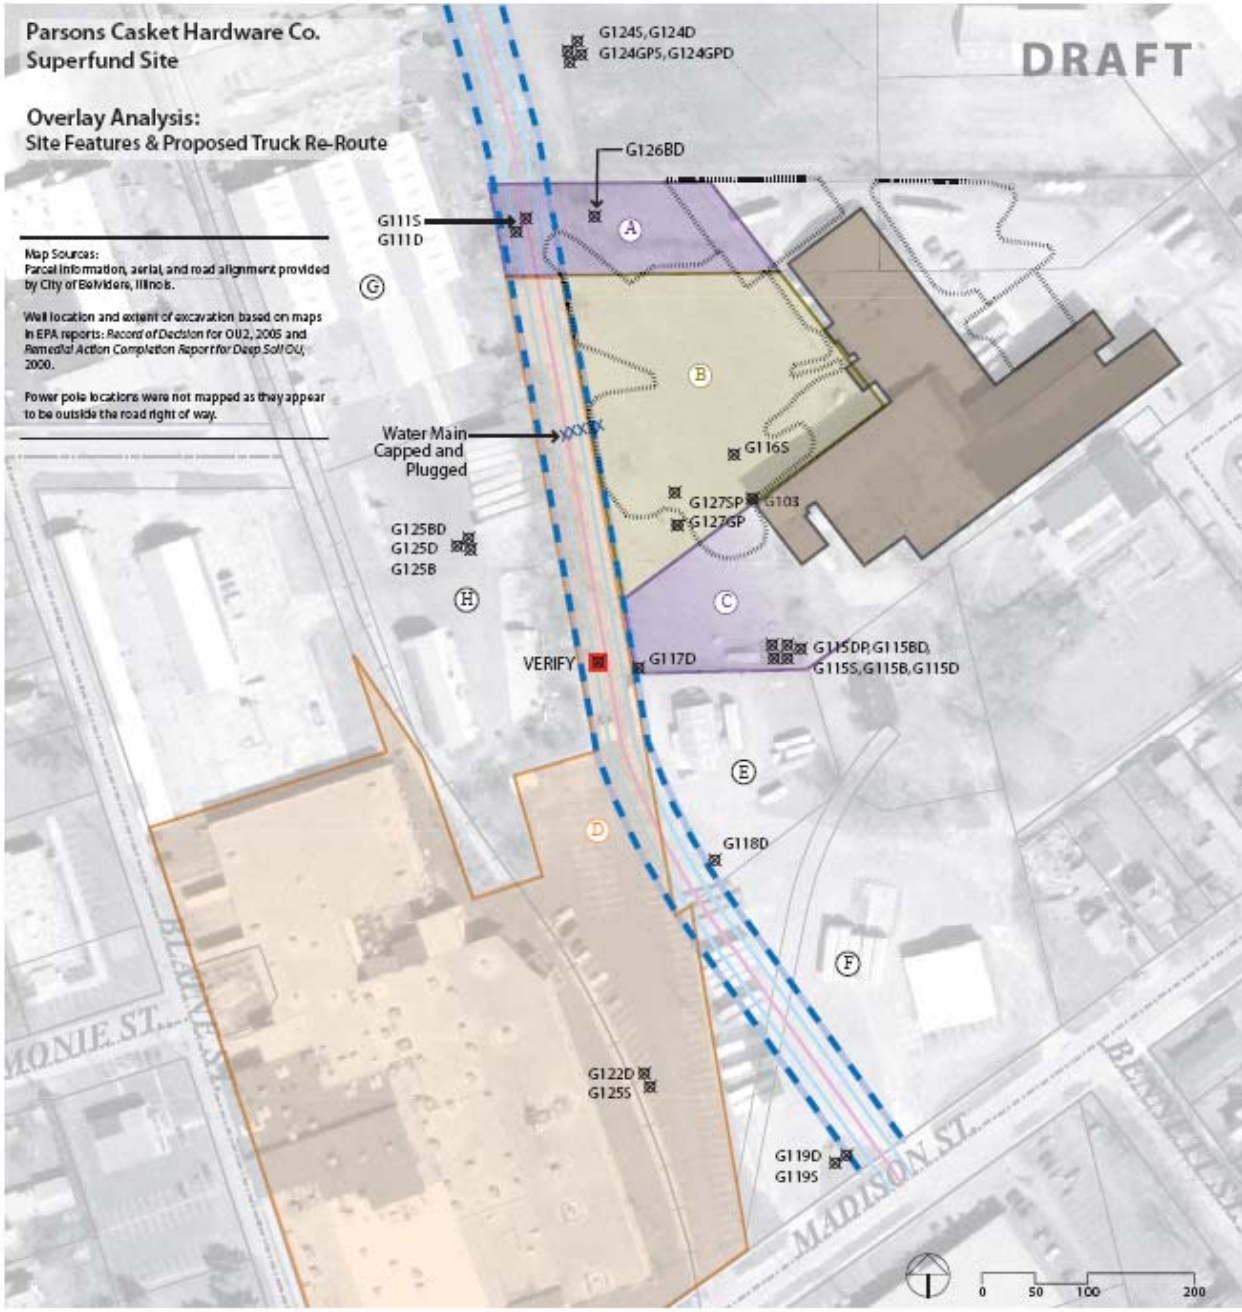 Parsons Casket Hardware Co.
Superfund Site
DRAFT
Overlay Analysis:
Site Features & Proposed Truck Re-Route
G124S, G124D
G124GPS, G124GPD
G126BD
G111S
G111D
A
Map Sources:
Parcel information, aerial, and road alignment provided
by City of Belvidere, Illinois.
Well location and extent of excavation based on maps
in EPA reports: Record of Decision for OU2, 2005 and
Remedial Action Completion Report for Deep Soil OU,
2000.
Power pole locations were not mapped as they appear
to be outside the road right of way.
G
B
Water Main
Capped and
Plugged
XXXXX
G116S
G127SP
G103
G127GP
G125BD
G125D
G125B
H
C
VERIFY
G117D
G115DP, G115BD,
G115S, G115B, G115D
E
D
G118D
F
BLAINE ST.
MONIE ST.
G122D
G125S
G119D
G119S
MADISON ST.
BENNETT ST.
0 50 100 200